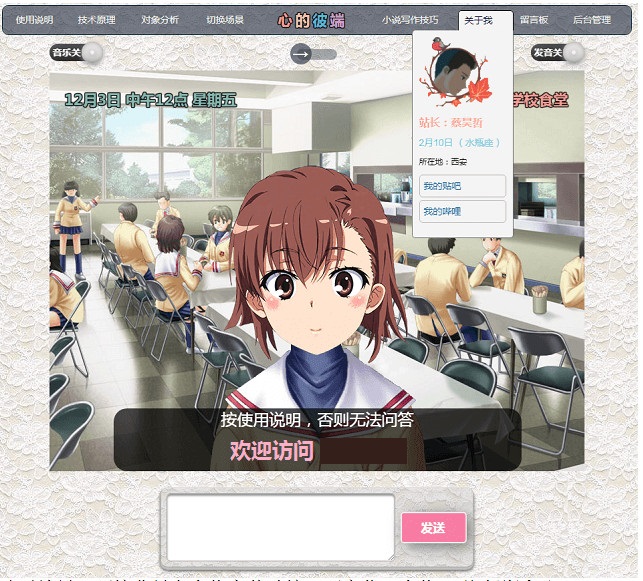 使用说明 技术原理 对象分析 切换场景 心的彼端 小说写作技巧 关于我 留言板 后台管理
音乐关
发音关
12月3日 中午12点 星期五
学校食堂
站长：蔡昊哲
2月10日（水瓶座）
所在地：西安
我的贴吧
我的哔哩
按使用说明，否则无法问答
欢迎访问
发送